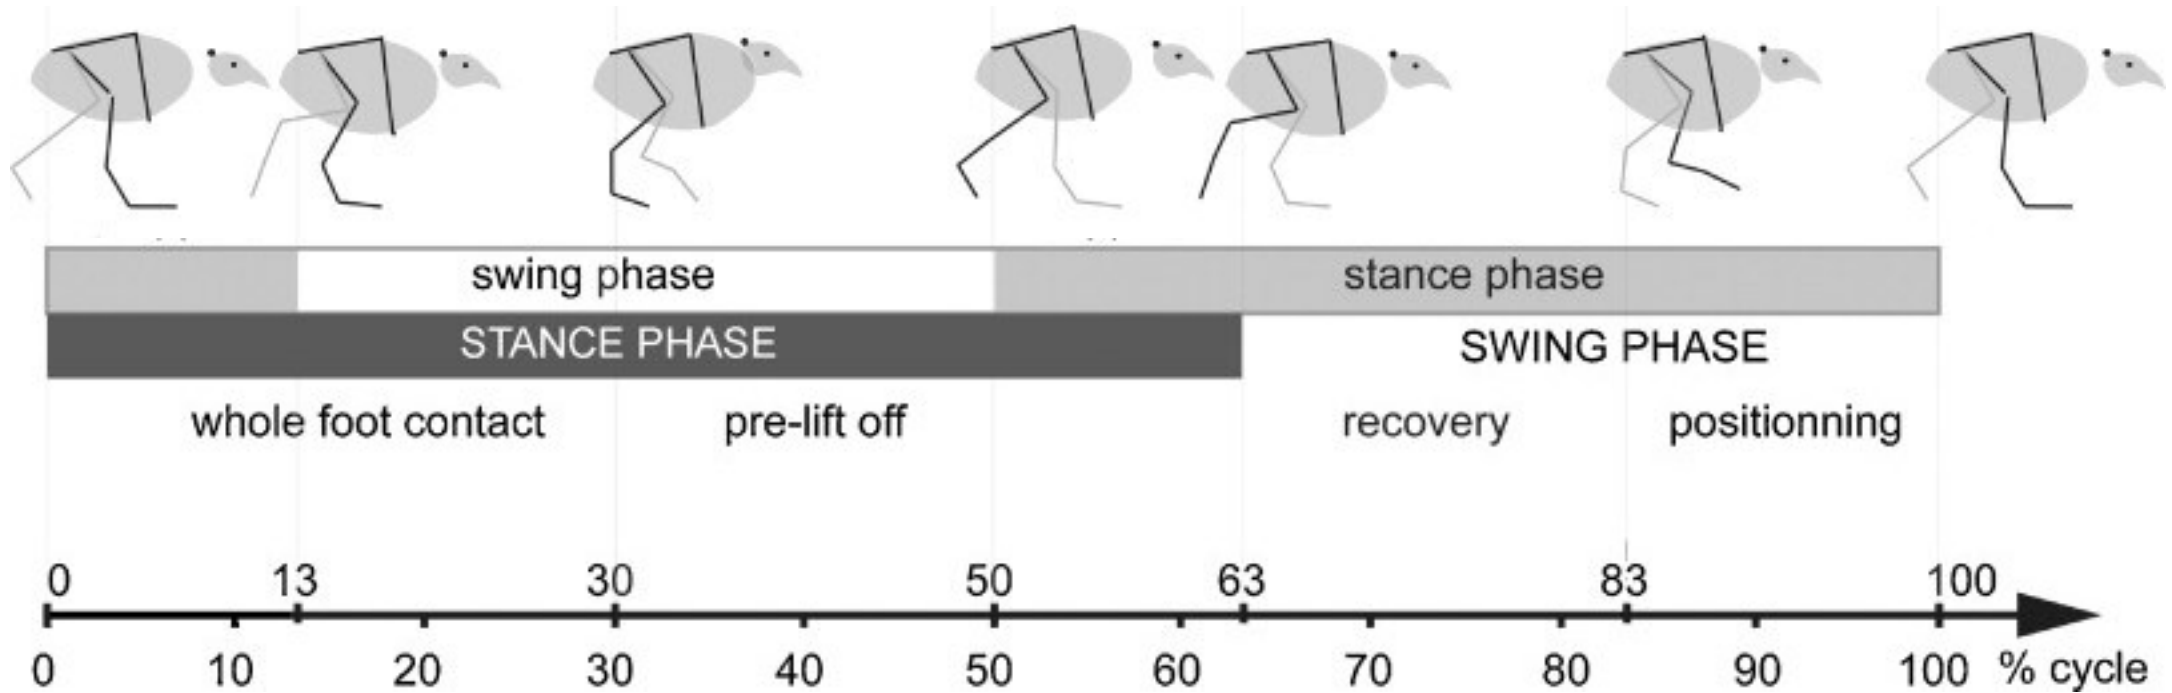 swing phase stance phase
STANCE PHASE SWING PHASE
whole foot contact pre-lift off recovery positionning
0 13 30 50 63 83 100
0 10 20 30 40 50 60 70 80 90 100 % cycle